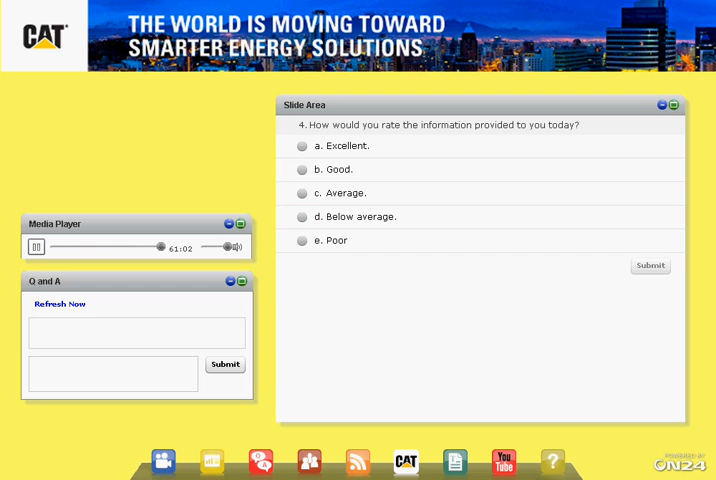 CAT
THE WORLD IS MOVING TOWARD
SMARTER ENERGY SOLUTIONS
Slide Area
4. How would you rate the information provided to you today?
a. Excellent.
b. Good.
c. Average.
d. Below average.
e. Poor
Submit
Media Player
61:02
Q and A
Refresh Now
Submit
Q
A
CAT
You
Tube
?
POWERED BY
ON24